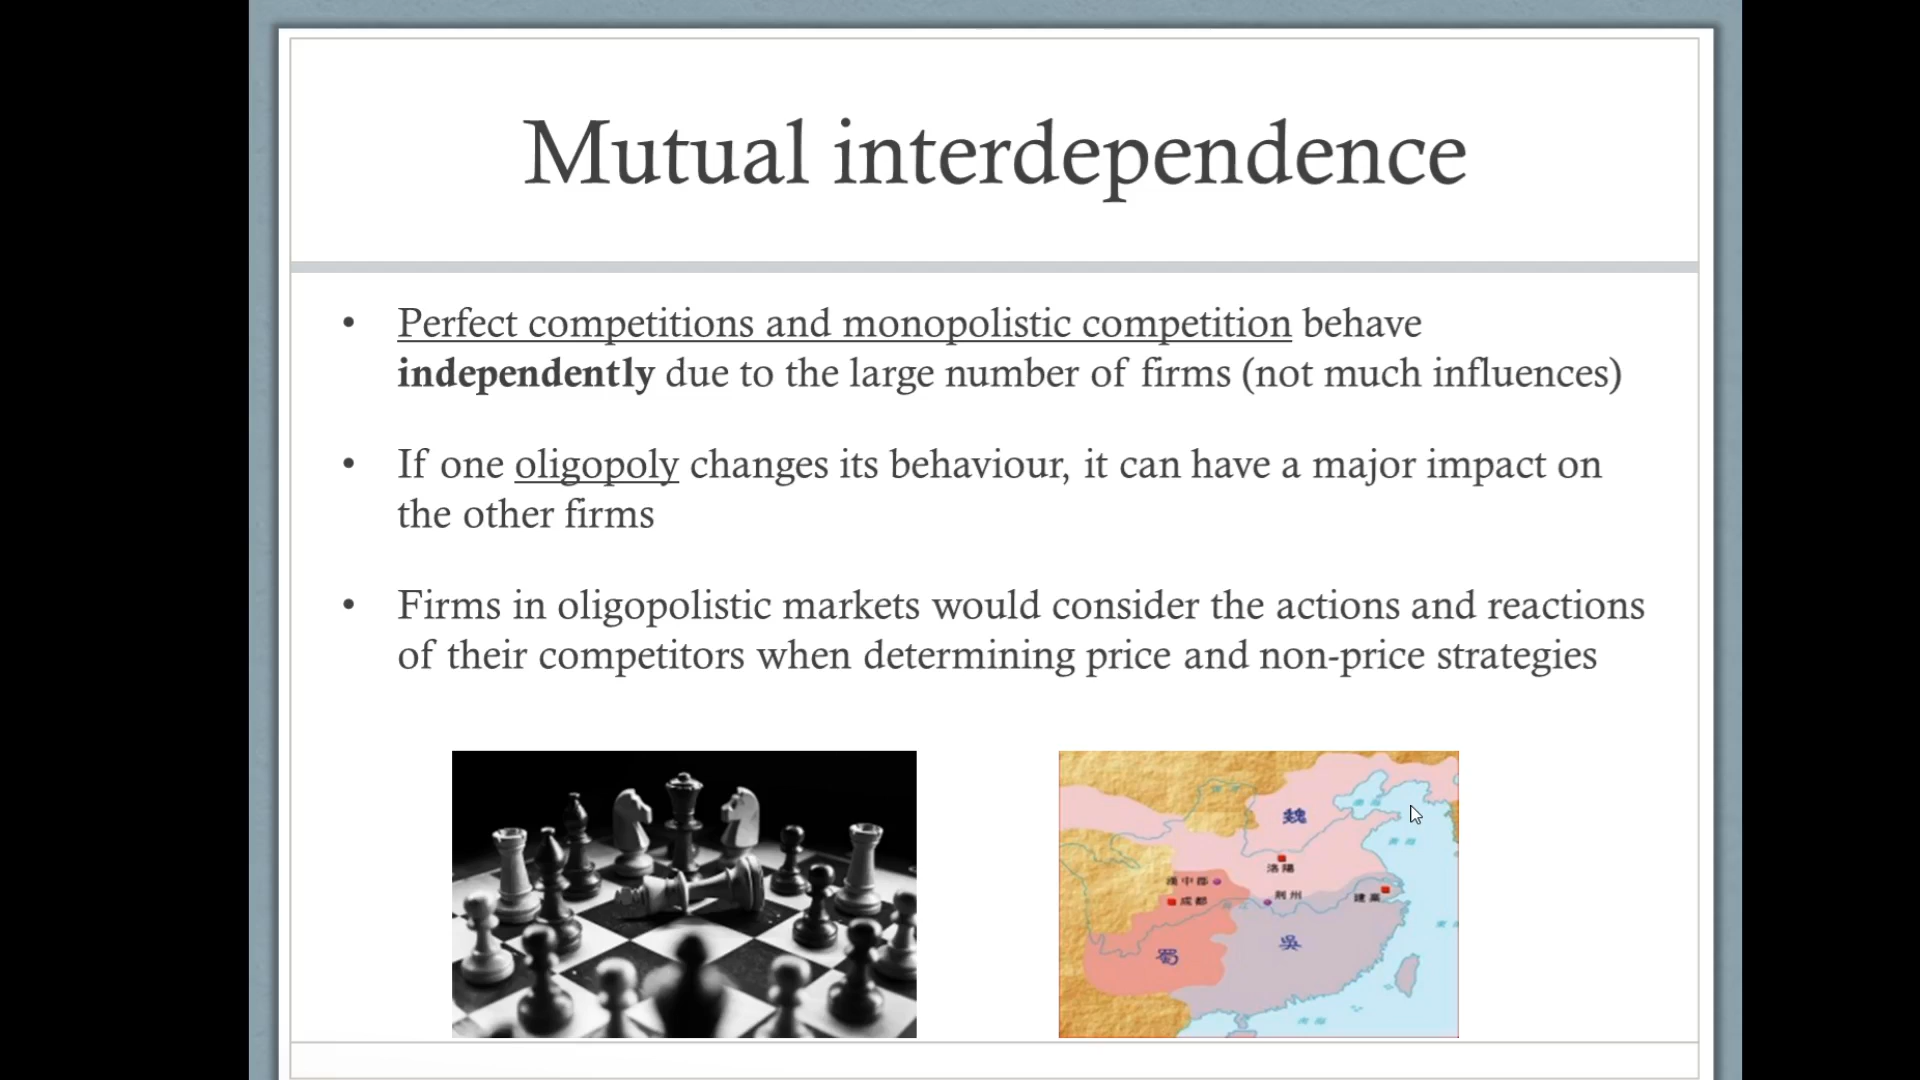 Mutual interdependence
• Perfect competitions and monopolistic competition behave
independently due to the large number of firms (not much influences)
• If one oligopoly changes its behaviour, it can have a major impact on
the other firms
• Firms in oligopolistic markets would consider the actions and reactions
of their competitors when determining price and non-price strategies
魏
洛陽
漢中郡
荆州
成都
建業
吳
蜀